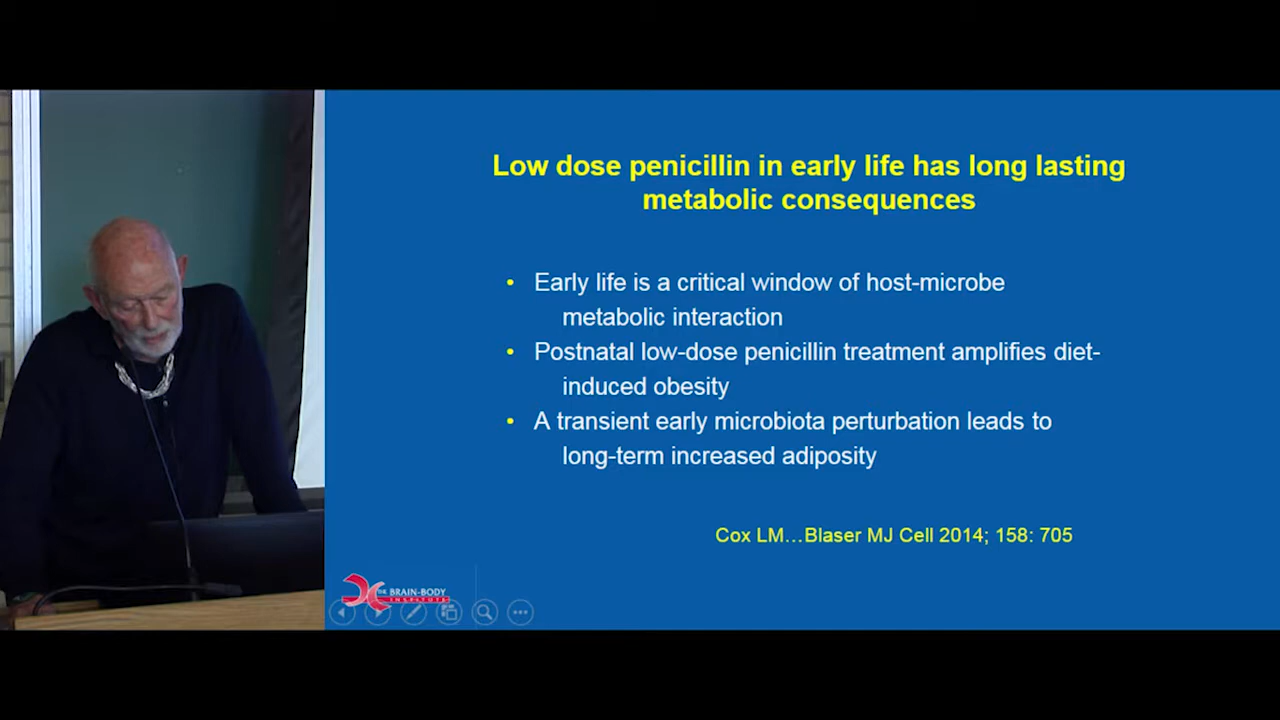 Low dose penicillin in early life has long lasting
metabolic consequences
• Early life is a critical window of host-microbe
metabolic interaction
• Postnatal low-dose penicillin treatment amplifies diet-
induced obesity
• A transient early microbiota perturbation leads to
long-term increased adiposity
Cox LM…Blaser MJ Cell 2014; 158: 705
THE BRAIN-BODY
INSTITUTE